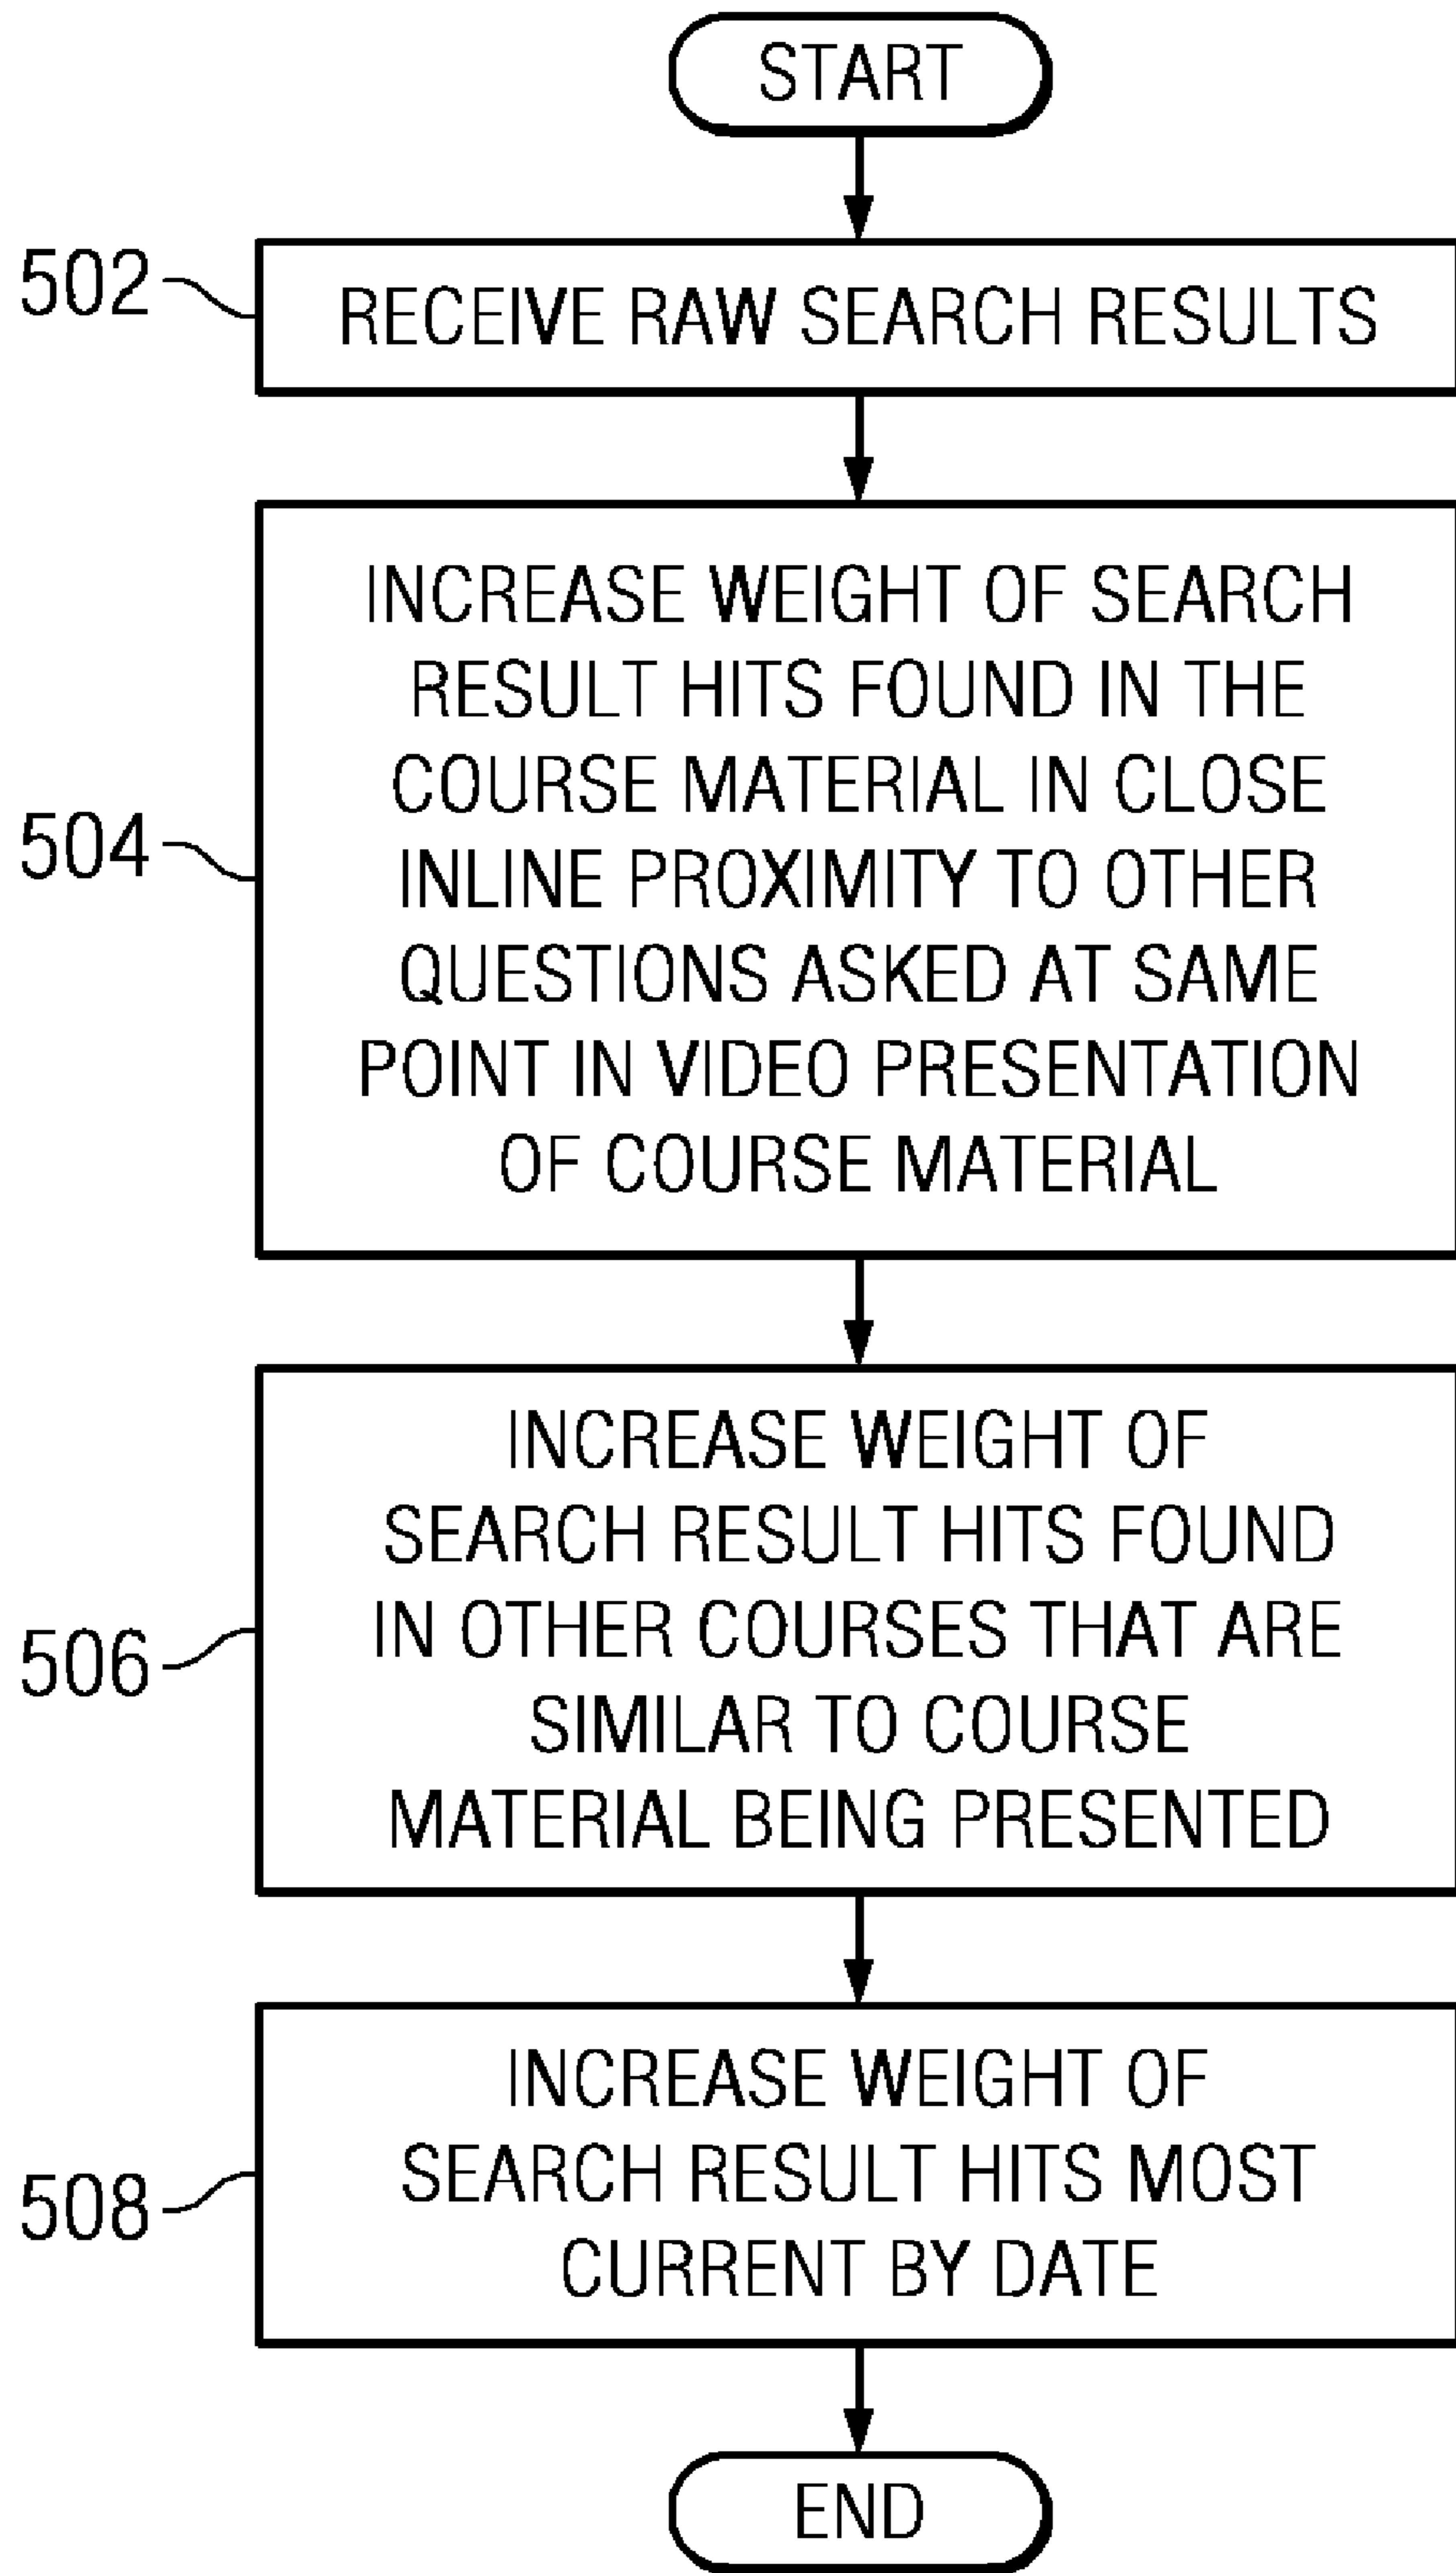 START
502
RECEIVE RAW SEARCH RESULTS
504
INCREASE WEIGHT OF SEARCH
RESULT HITS FOUND IN THE
COURSE MATERIAL IN CLOSE
INLINE PROXIMITY TO OTHER
QUESTIONS ASKED AT SAME
POINT IN VIDEO PRESENTATION
OF COURSE MATERIAL
506
INCREASE WEIGHT OF
SEARCH RESULT HITS FOUND
IN OTHER COURSES THAT ARE
SIMILAR TO COURSE
MATERIAL BEING PRESENTED
508
INCREASE WEIGHT OF
SEARCH RESULT HITS MOST
CURRENT BY DATE
END